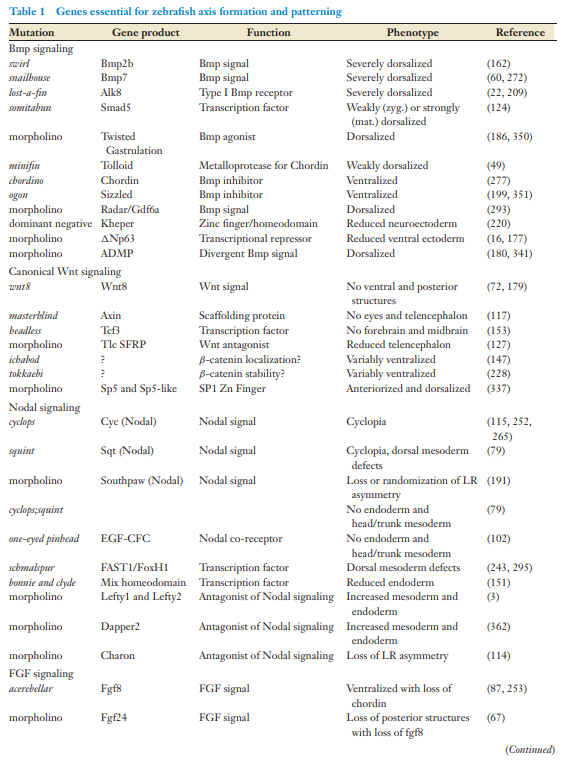 Table 1 Genes essential for zebrafish axis formation and patterning
Mutation Gene product Function Phenotype Reference
Bmp signaling
swirl Bmp2b Bmp signal Severely dorsalized (162)
snailhouse Bmp7 Bmp signal Severely dorsalized (60, 272)
lost-a-fin Alk8 Type I Bmp receptor Severely dorsalized (22, 209)
somitabun Smad5 Transcription factor Weakly (zyg.) or strongly (124)
(mat.) dorsalized
morpholino Twisted Bmp agonist Dorsalized (186, 350)
Gastrulation
minifin Tolloid Metalloprotease for Chordin Weakly dorsalized (49)
chordino Chordin Bmp inhibitor Ventralized (277)
ogon Sizzled Bmp inhibitor Ventralized (199, 351)
morpholino Radar/Gdf6a Bmp signal Dorsalized (293)
dominant negative Kheper Zinc finger/homeodomain Reduced neuroectoderm (220)
morpholino ΔNp63 Transcriptional repressor Reduced ventral ectoderm (16, 177)
morpholino ADMP Divergent Bmp signal Dorsalized (180, 341)
Canonical Wnt signaling
wnt8 Wnt8 Wnt signal No ventral and posterior (72, 179)
structures
masterblind Axin Scaffolding protein No eyes and telencephalon (117)
headless Tcf3 Transcription factor No forebrain and midbrain (153)
morpholino Tlc SFRP Wnt antagonist Reduced telencephalon (127)
ichabod ? β-catenin localization? Variably ventralized (147)
tokkaebi ? β-catenin stability? Variably ventralized (228)
morpholino Sp5 and Sp5-like SP1 Zn Finger Anteriorized and dorsalized (337)
Nodal signaling
cyclops Cyc (Nodal) Nodal signal Cyclopia (115, 252,
265)
squint Sqt (Nodal) Nodal signal Cyclopia, dorsal mesoderm (79)
defects
morpholino Southpaw (Nodal) Nodal signal Loss or randomization of LR (191)
asymmetry
cyclops;squint No endoderm and (79)
head/trunk mesoderm
one-eyed pinhead EGF-CFC Nodal co-receptor No endoderm and (102)
head/trunk mesoderm
schmalspur FAST1/FoxH1 Transcription factor Dorsal mesoderm defects (243, 295)
bonnie and clyde Mix homeodomain Transcription factor Reduced endoderm (151)
morpholino Lefty1 and Lefty2 Antagonist of Nodal signaling Increased mesoderm and (3)
endoderm
morpholino Dapper2 Antagonist of Nodal signaling Increased mesoderm and (362)
endoderm
morpholino Charon Antagonist of Nodal signaling Loss of LR asymmetry (114)
FGF signaling
acerebellar Fgf8 FGF signal Ventralized with loss of (87, 253)
chordin
morpholino Fgf24 FGF signal Loss of posterior structures (67)
with loss of fgf8
(Continued)